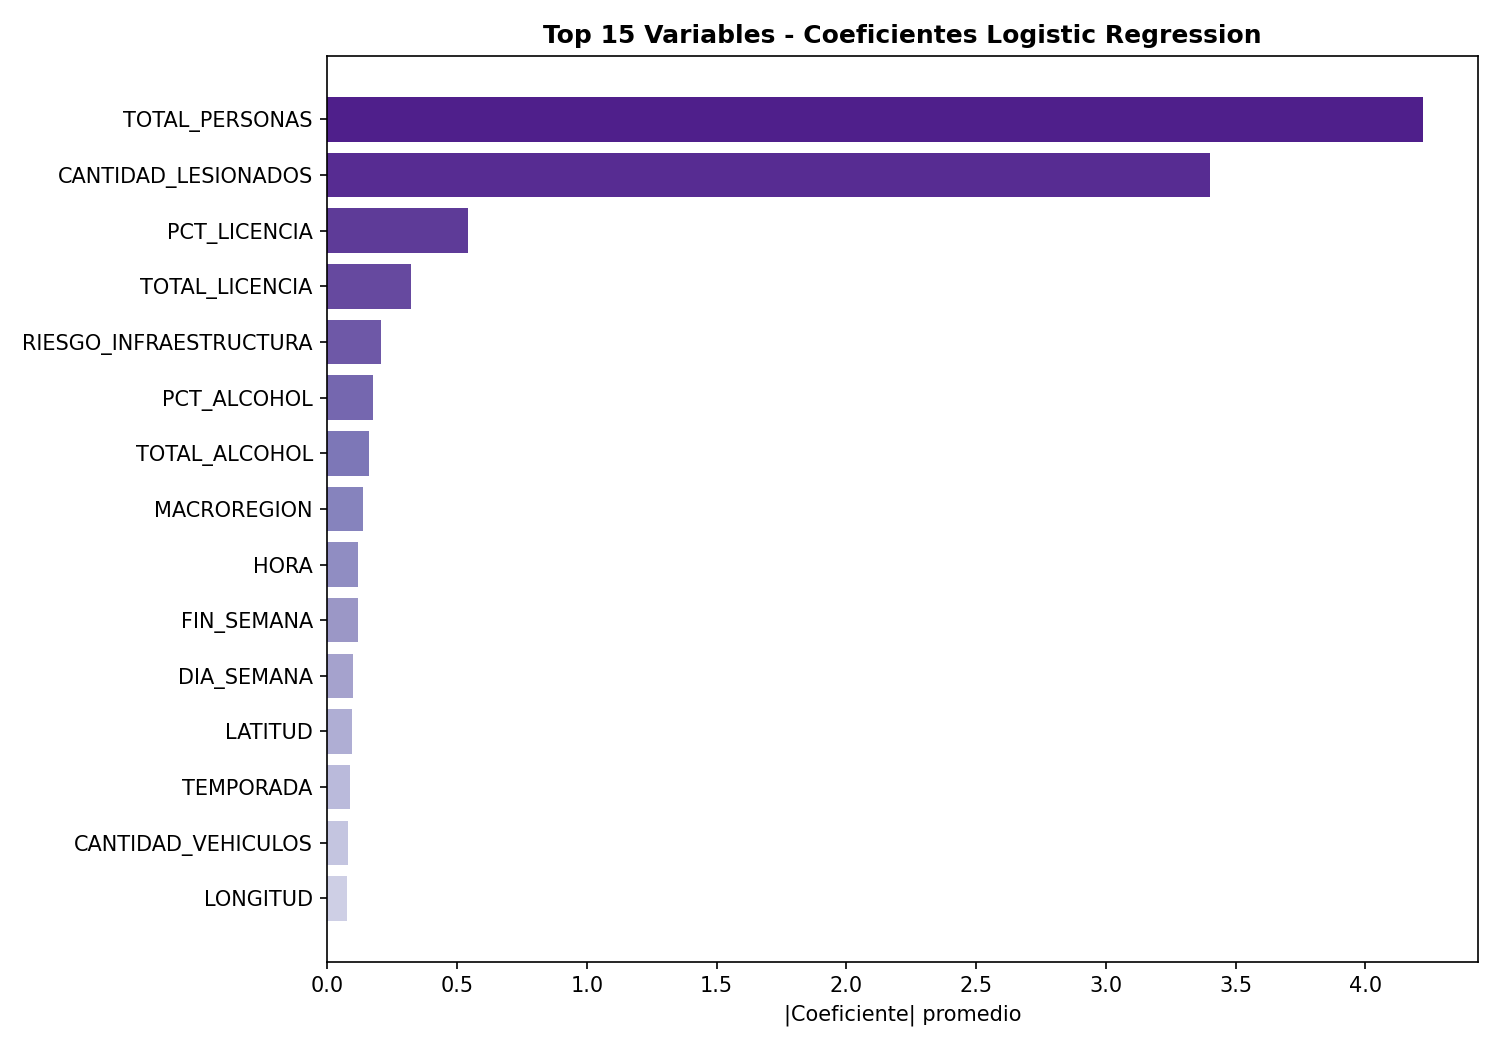 Top 15 Variables - Coeficientes Logistic Regression
TOTAL_PERSONAS
CANTIDAD_LESIONADOS
PCT_LICENCIA
TOTAL_LICENCIA
RIESGO_INFRAESTRUCTURA
PCT_ALCOHOL
TOTAL_ALCOHOL
MACROREGION
HORA
FIN_SEMANA
DIA_SEMANA
LATITUD
TEMPORADA
CANTIDAD_VEHICULOS
LONGITUD
0.0 0.5 1.0 1.5 2.0 2.5 3.0 3.5 4.0
|Coeficiente| promedio